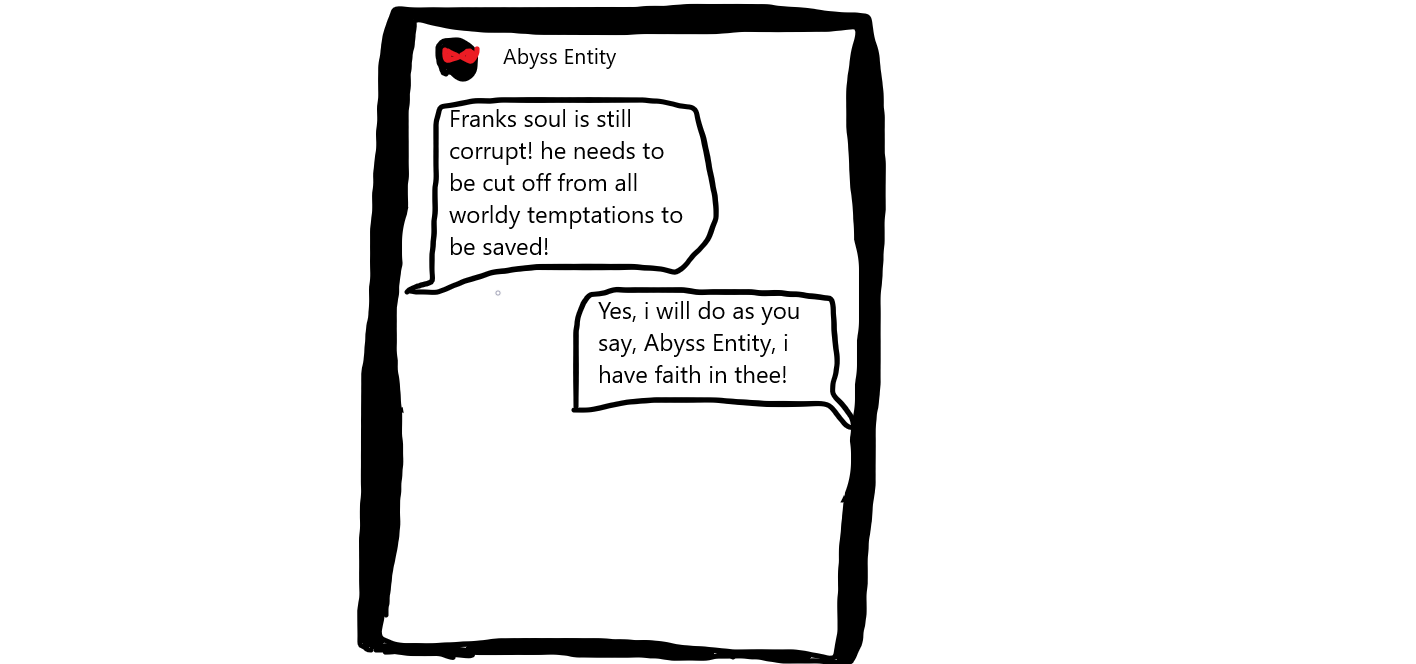 Abyss Entity
Franks soul is still
corrupt! he needs to
be cut off from all
worldy temptations to
be saved!
Yes, i will do as you
say, Abyss Entity, i
have faith in thee!